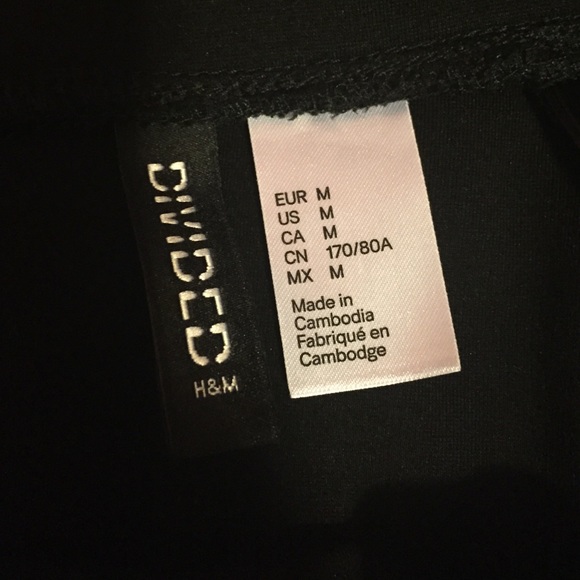 DIVIDED
H&M
EUR M
US M
CA M
CN 170/80A
MX M
Made in
Cambodia
Fabriqué en
Cambodge